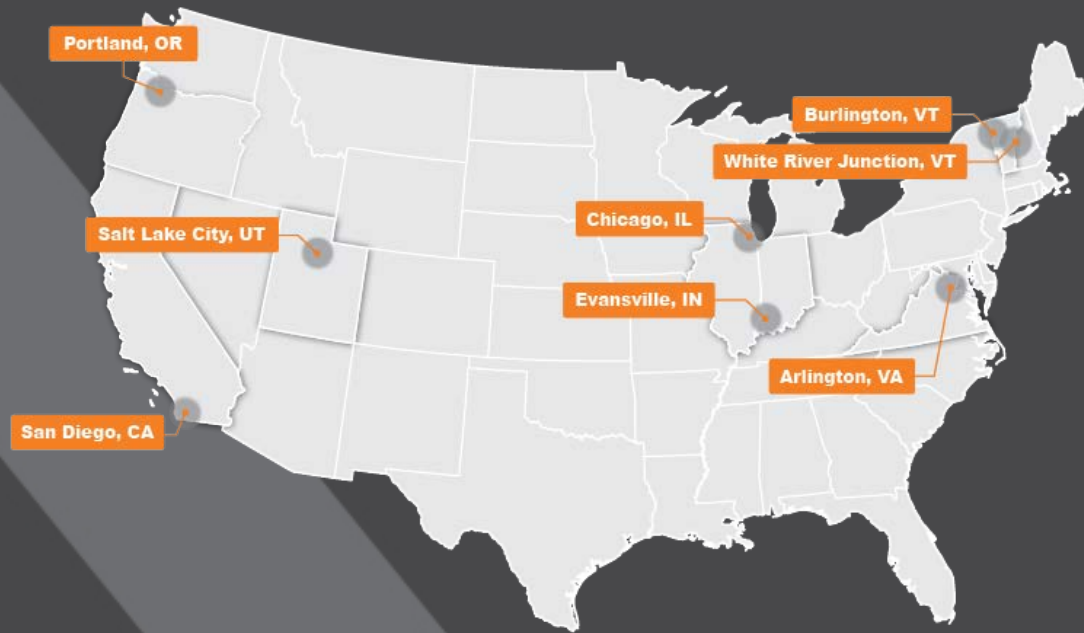 Portland, OR
Burlington, VT
White River Junction, VT
Chicago, IL
Salt Lake City, UT
Evansville, IN
Arlington, VA
San Diego, CA